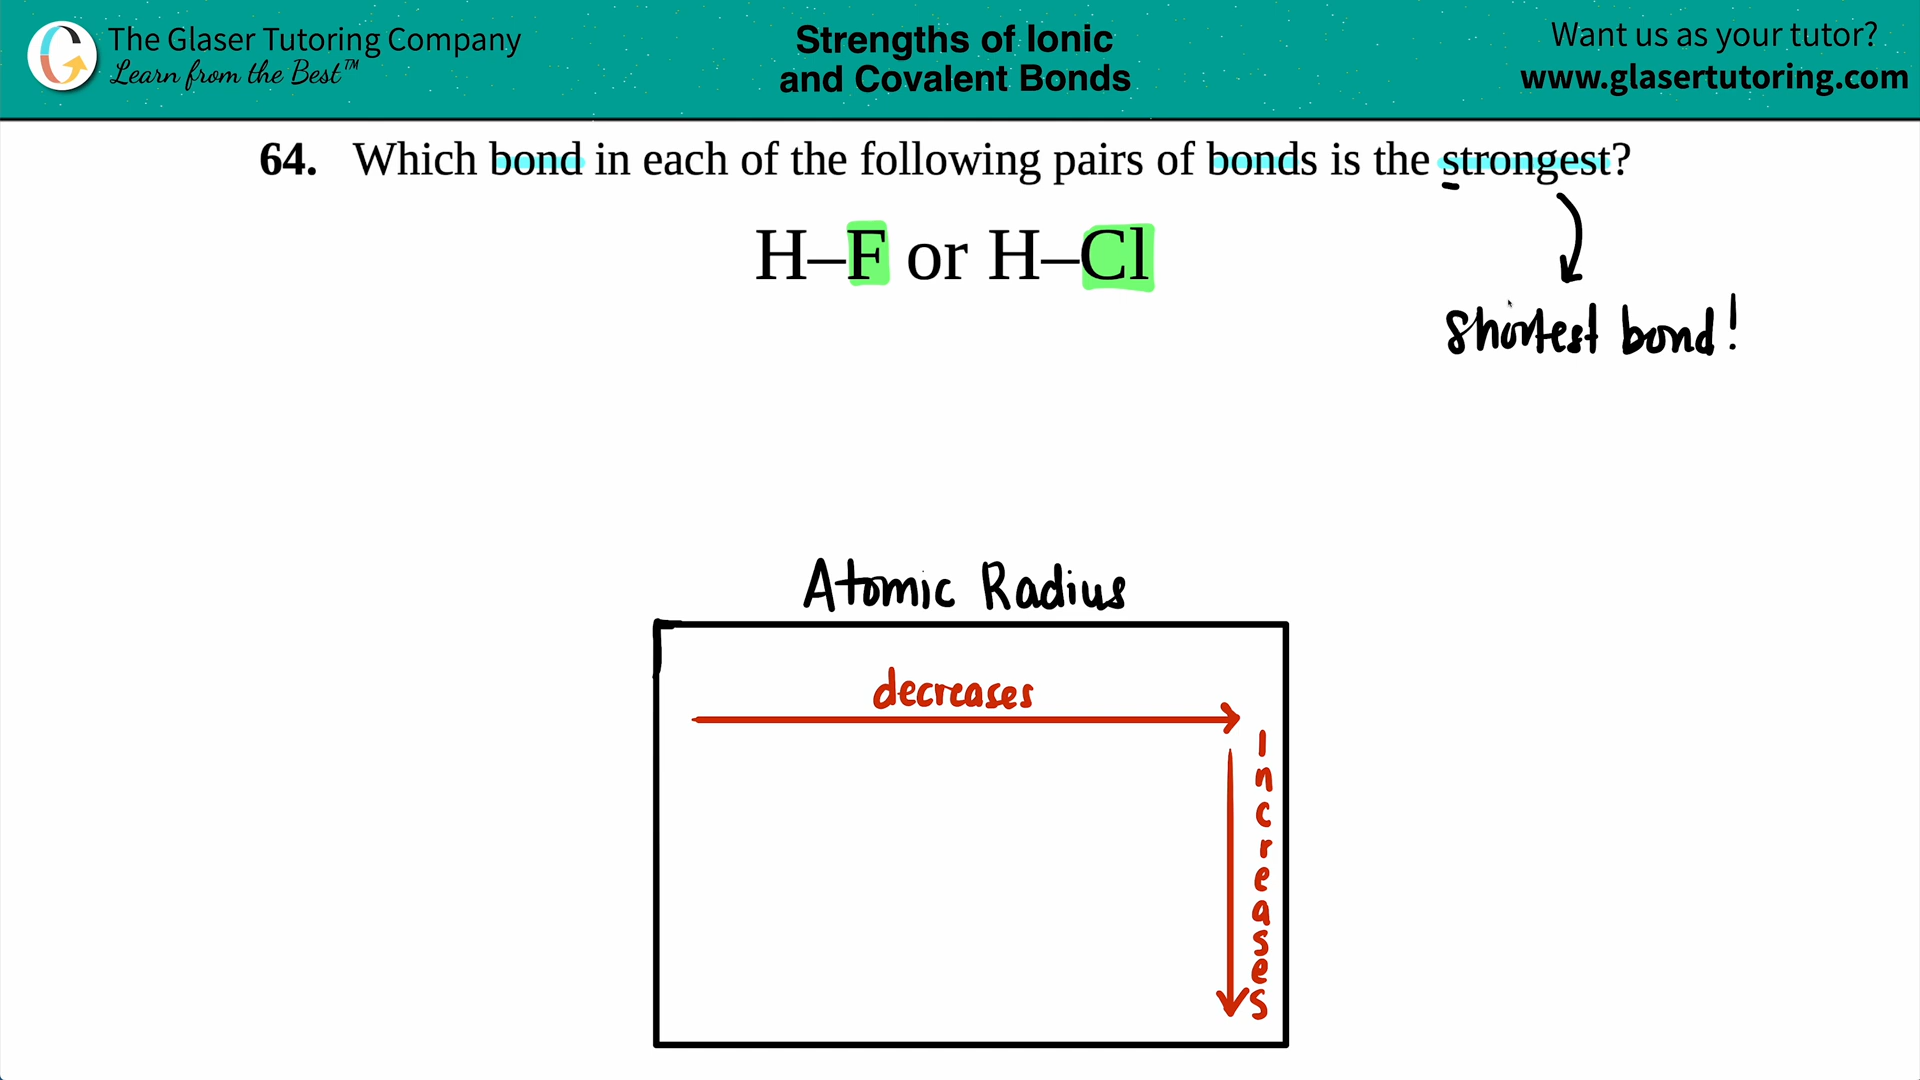 The Glaser Tutoring Company
Learn from the Best™
Strengths of Ionic
and Covalent Bonds
Want us as your tutor?
www.glasertutoring.com
64. Which bond in each of the following pairs of bonds is the strongest?
H–F or H–Cl
Shortest bond!
Atomic Radius
decreases
Increases